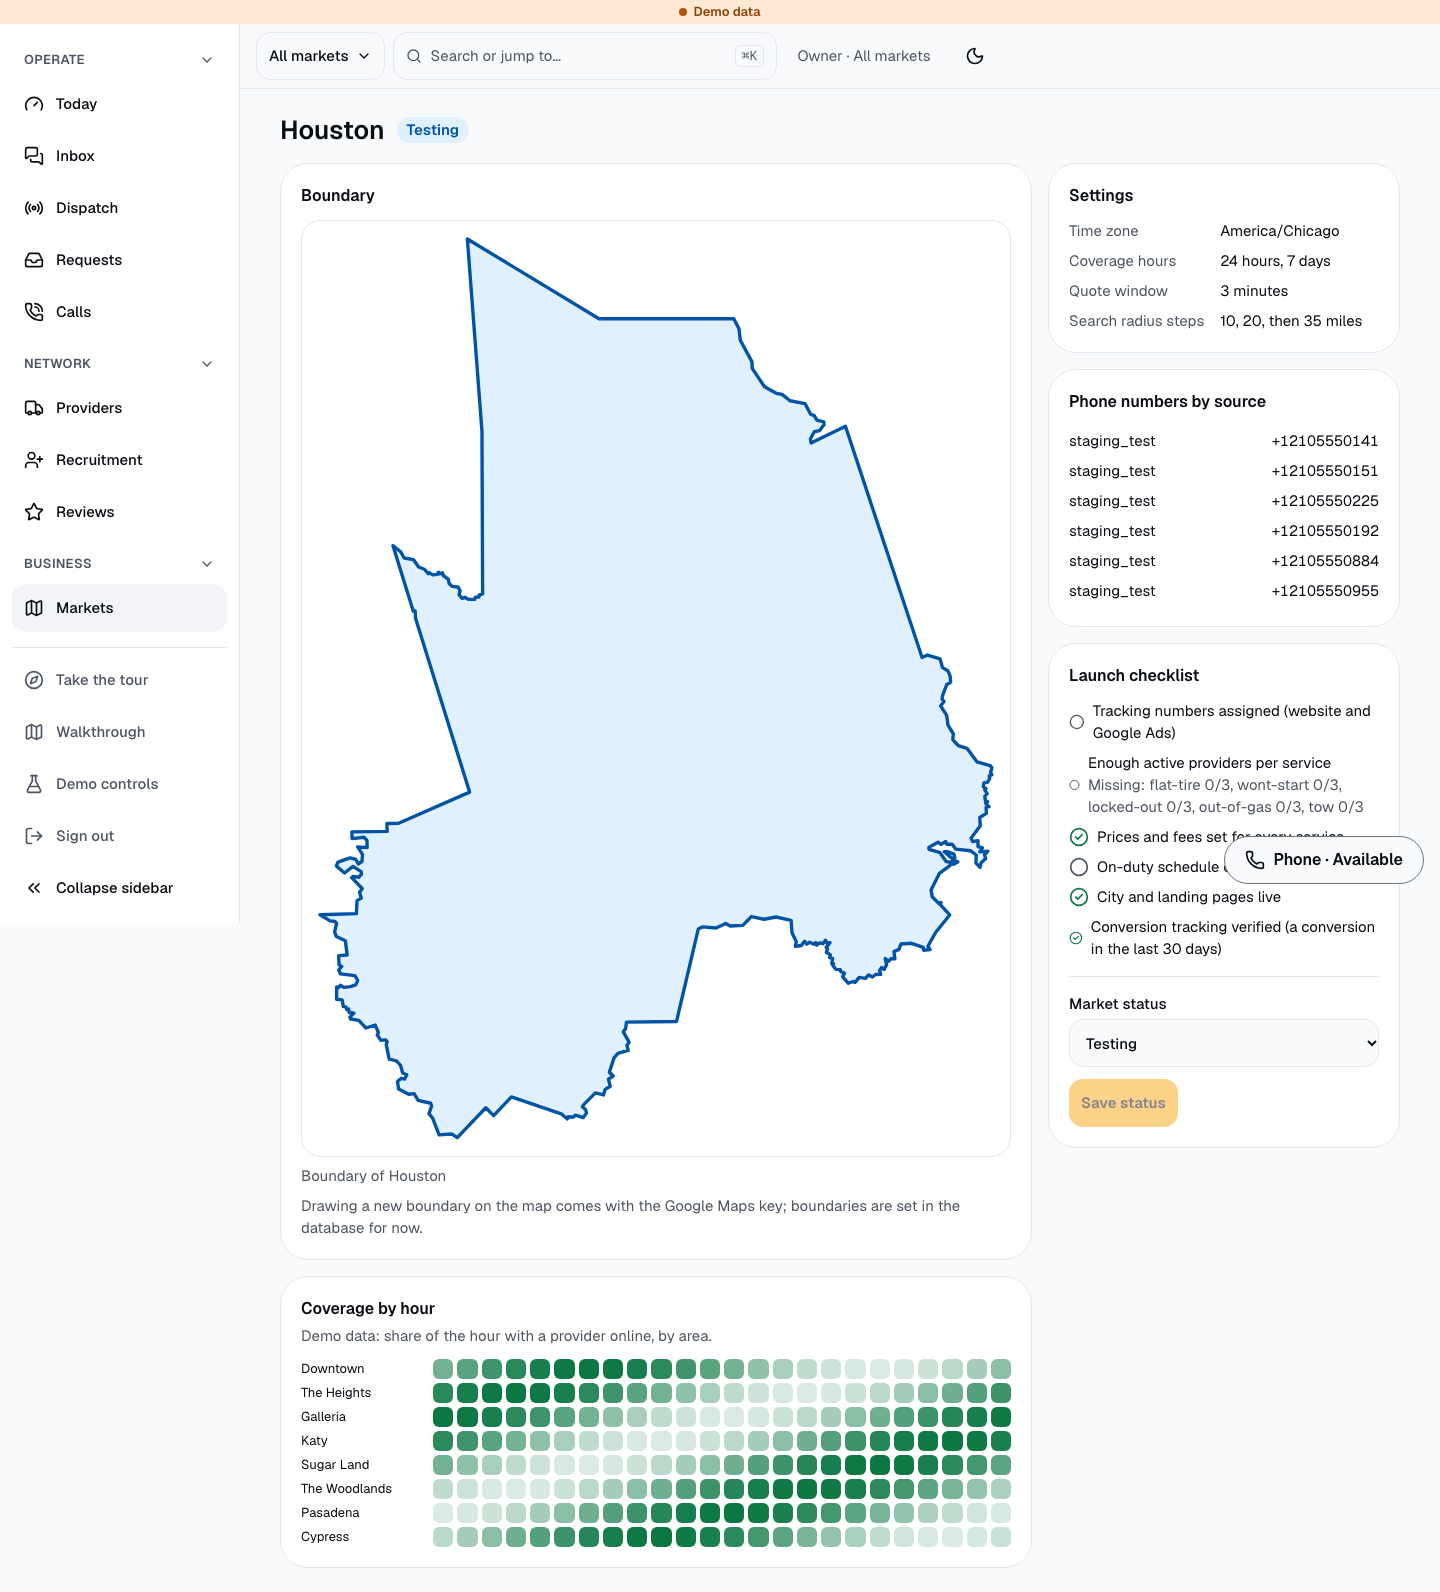 Demo data
OPERATE
Today
Inbox
Dispatch
Requests
Calls
NETWORK
Providers
Recruitment
Reviews
BUSINESS
Markets
Take the tour
Walkthrough
Demo controls
Sign out
Collapse sidebar
All markets
Search or jump to...
⌘K
Owner · All markets
Houston
Testing
Boundary
Boundary of Houston
Drawing a new boundary on the map comes with the Google Maps key; boundaries are set in the
database for now.
Coverage by hour
Demo data: share of the hour with a provider online, by area.
Downtown
The Heights
Galleria
Katy
Sugar Land
The Woodlands
Pasadena
Cypress
Settings
Time zone America/Chicago
Coverage hours 24 hours, 7 days
Quote window 3 minutes
Search radius steps 10, 20, then 35 miles
Phone numbers by source
staging_test +12105550141
staging_test +12105550151
staging_test +12105550225
staging_test +12105550192
staging_test +12105550884
staging_test +12105550955
Launch checklist
Tracking numbers assigned (website and
Google Ads)
Enough active providers per service
Missing: flat-tire 0/3, wont-start 0/3,
locked-out 0/3, out-of-gas 0/3, tow 0/3
Prices and fees set for every service
On-duty schedule
Phone · Available
City and landing pages live
Conversion tracking verified (a conversion
in the last 30 days)
Market status
Testing
Save status